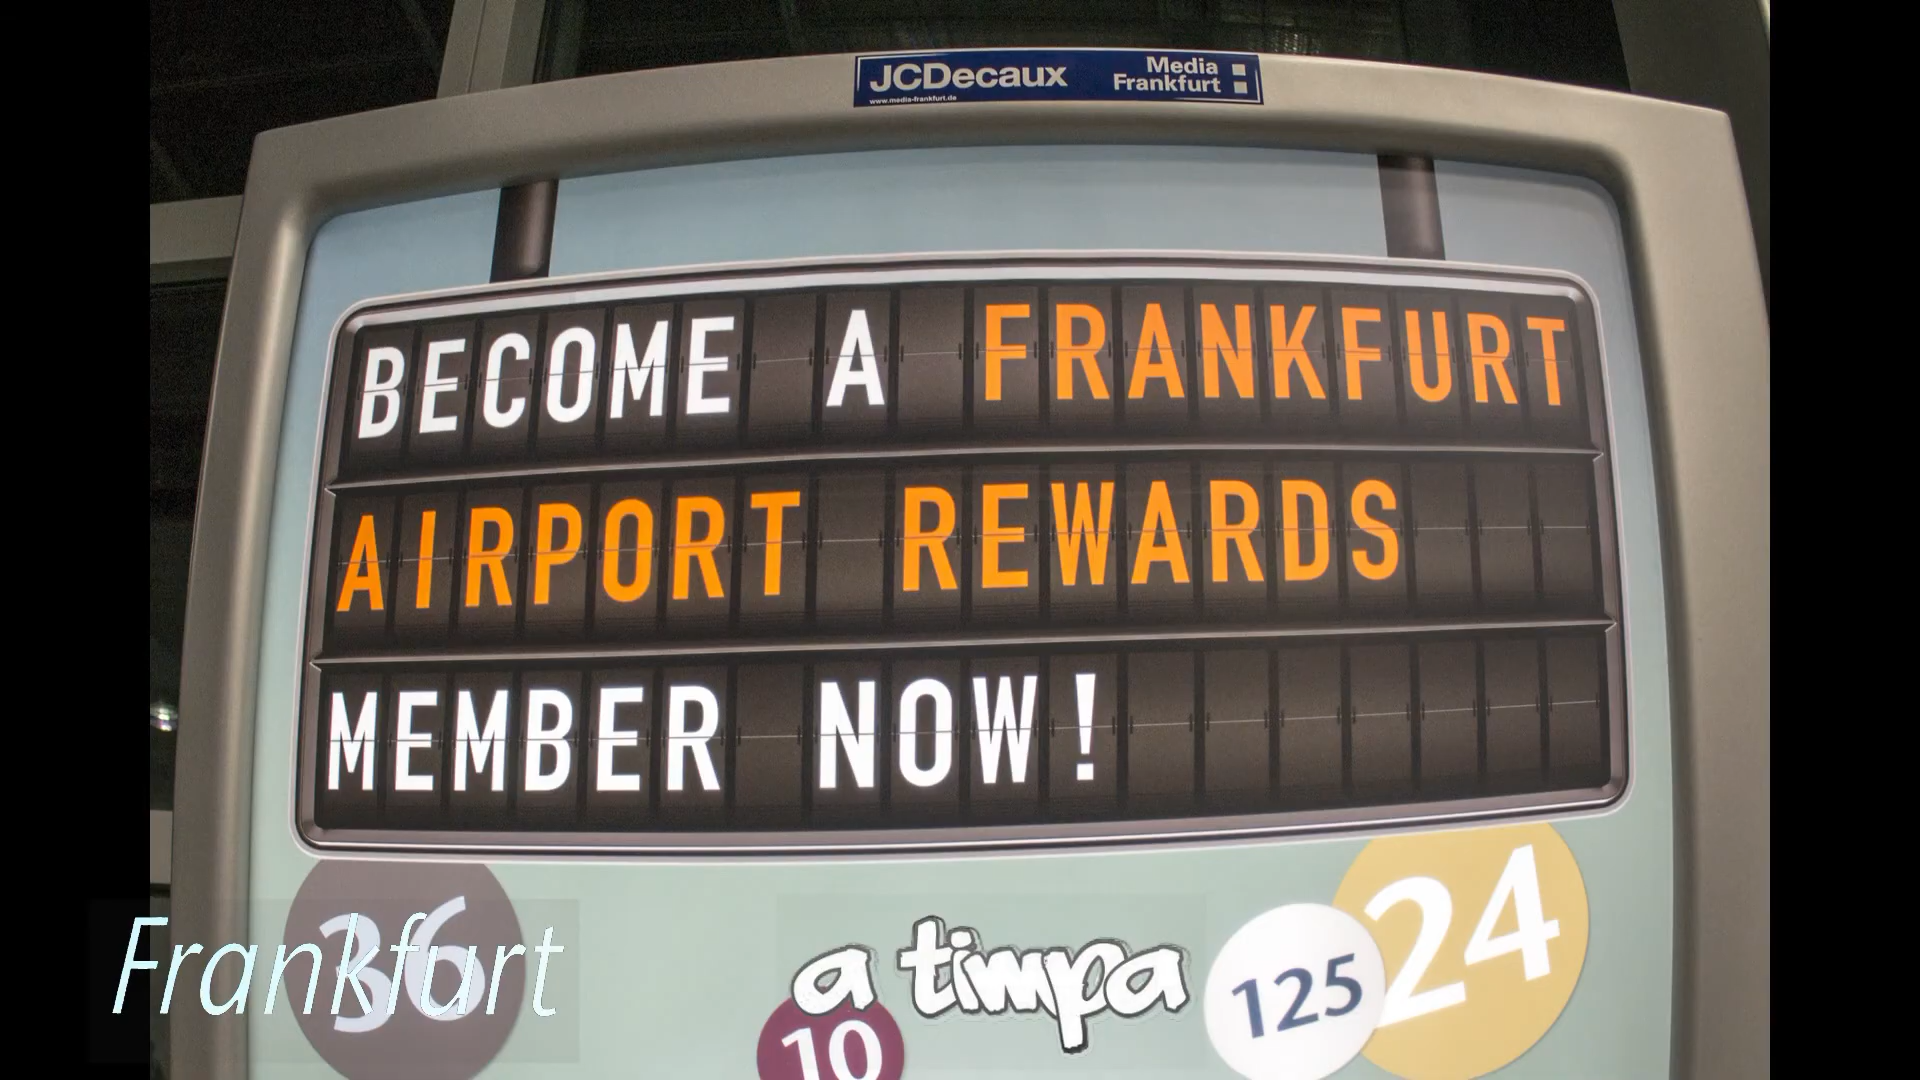 JCDecaux
www.media-frankfurt.de
Media
Frankfurt
BECOME A FRANKFURT
AIRPORT REWARDS
MEMBER NOW!
36
Frankfurt
a timpa
10
125
24